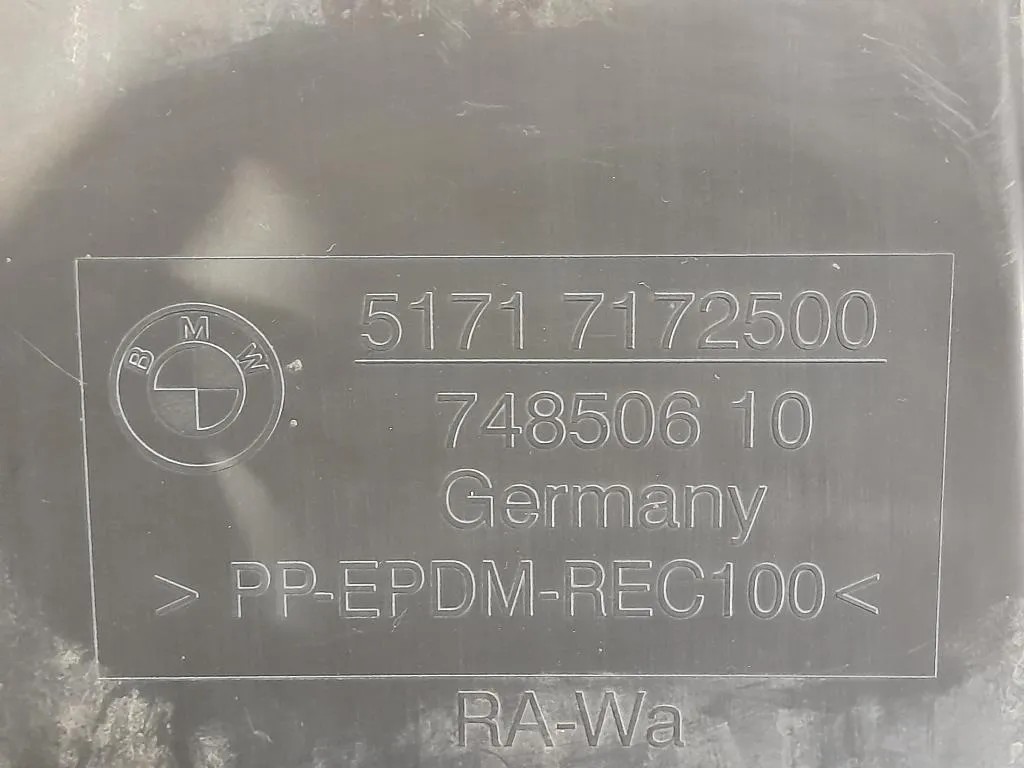 BMW
5171 7172500
748506 10
Germany
> PP-EPDM-REC100 <
RA-Wa